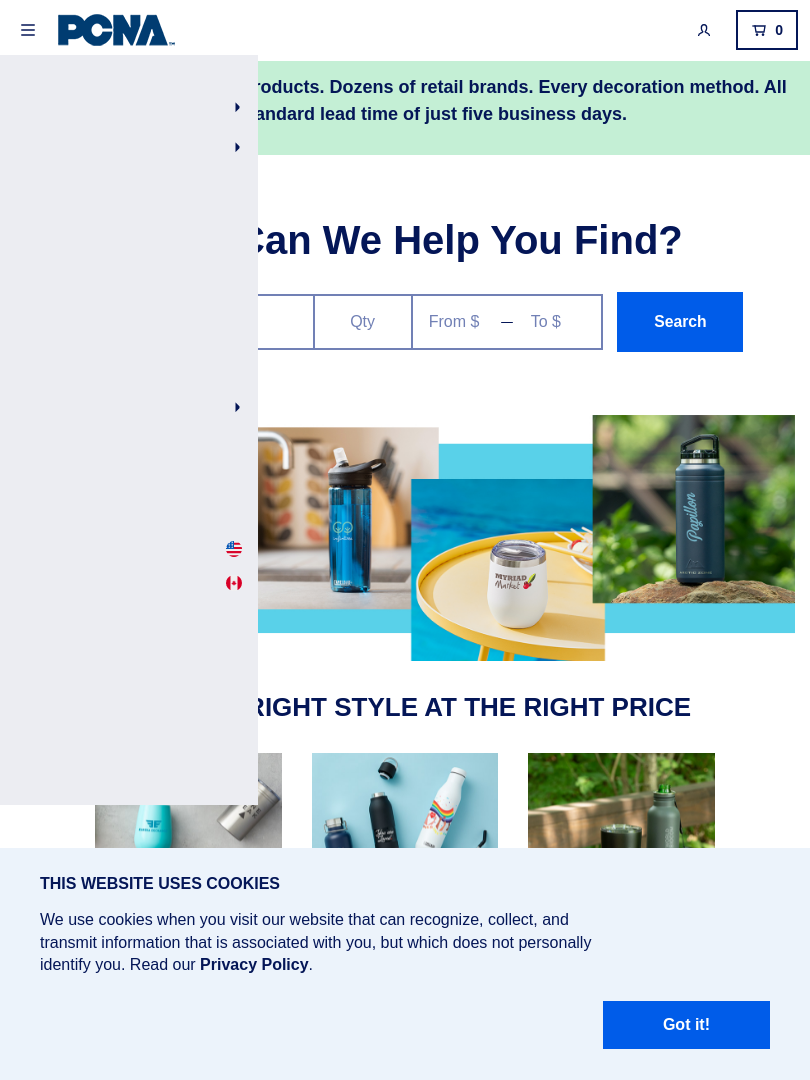 PCNA
0
roducts. Dozens of retail brands. Every decoration method. All
andard lead time of just five business days.
Can We Help You Find?
Qty
From $ — To $
Search
Papillon
MYRIAD
Market
RIGHT STYLE AT THE RIGHT PRICE
THIS WEBSITE USES COOKIES
We use cookies when you visit our website that can recognize, collect, and
transmit information that is associated with you, but which does not personally
identify you. Read our Privacy Policy.
Got it!